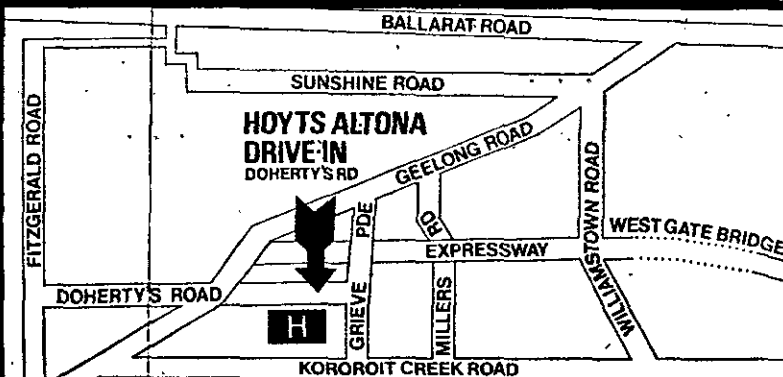 BALLARAT ROAD
SUNSHINE ROAD
HOYTS ALTONA
DRIVE-IN
DOHERTY'S RD
GEELONG ROAD
FITZGERALD ROAD
PDE
RD
WILLIAMSTOWN ROAD
WEST GATE BRIDGE
EXPRESSWAY
DOHERTY'S ROAD
H
GRIEVE
MILLERS
KOROROIT CREEK ROAD